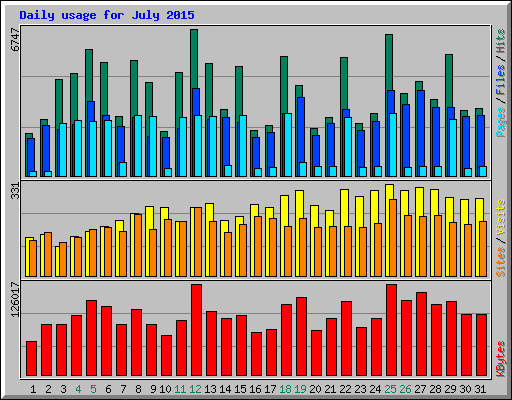 Daily usage for July 2015
6747
Pages / Files / Hits
331
Sites / Visits
126017
KBytes
1 2 3 4 5 6 7 8 9 10 11 12 13 14 15 16 17 18 19 20 21 22 23 24 25 26 27 28 29 30 31